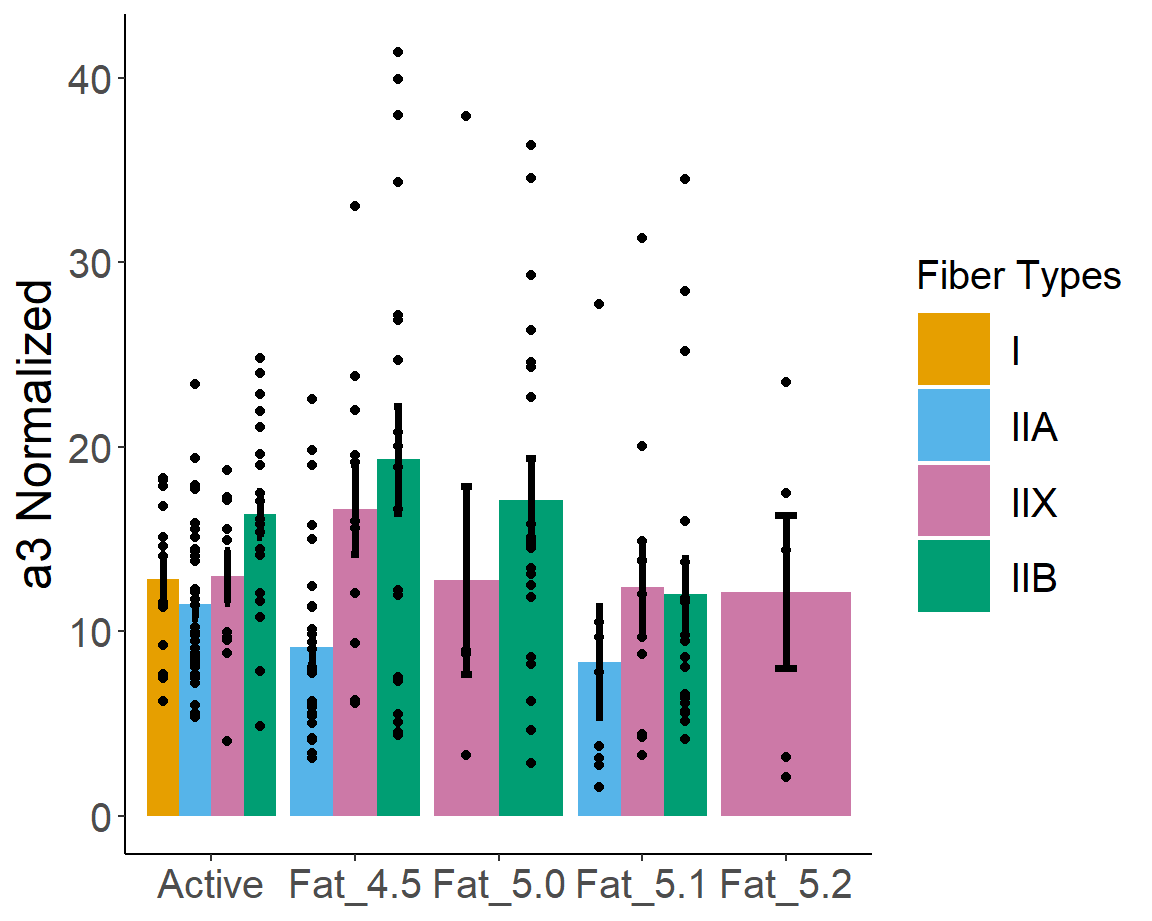 a3 Normalized
40
30
20
10
0
Active Fat_4.5 Fat_5.0 Fat_5.1 Fat_5.2
Fiber Types
I
IIA
IIX
IIB